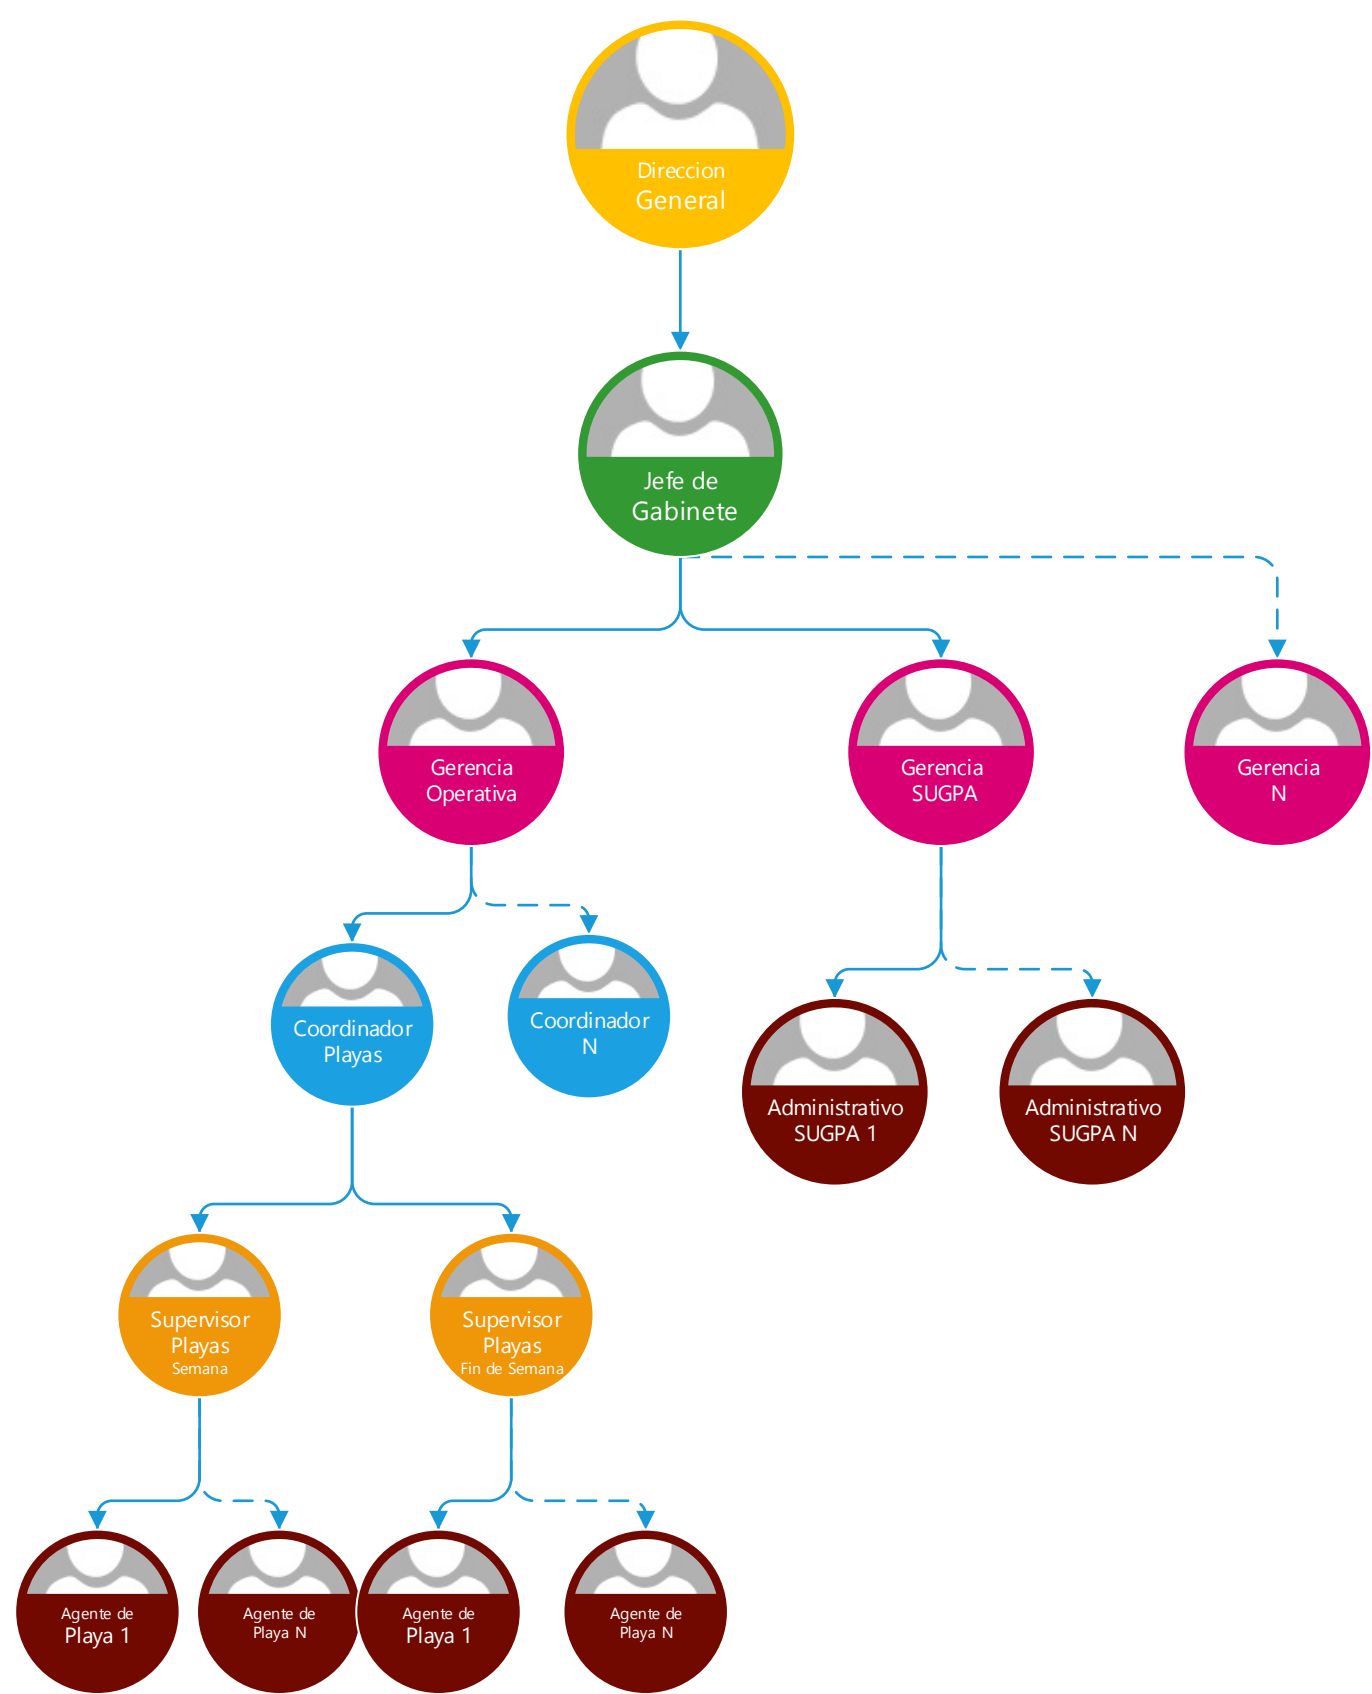 Direccion
General
Jefe de
Gabinete
Gerencia
Operativa
Gerencia
SUGPA
Gerencia
N
Coordinador
Playas
Coordinador
N
Administrativo
SUGPA 1
Administrativo
SUGPA N
Supervisor
Playas
Semana
Supervisor
Playas
Fin de Semana
Agente de
Playa 1
Agente de
Playa N
Agente de
Playa 1
Agente de
Playa N